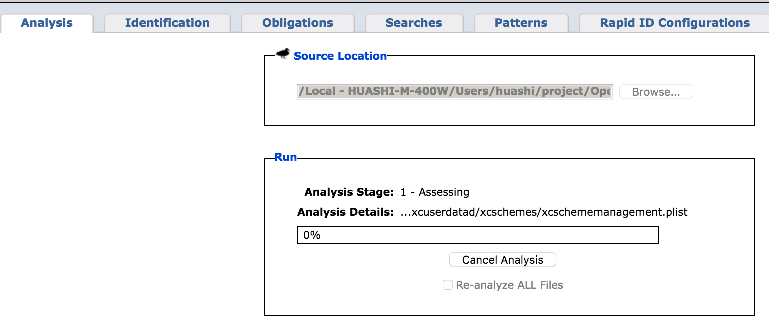 Analysis Identification Obligations Searches Patterns Rapid ID Configurations
Source Location
/Local - HUASHI-M-400W/Users/huashi/project/Ope Browse...
Run
Analysis Stage: 1 - Assessing
Analysis Details: ...xcuserdatad/xcschemes/xcschememanagement.plist
0%
Cancel Analysis
Re-analyze ALL Files